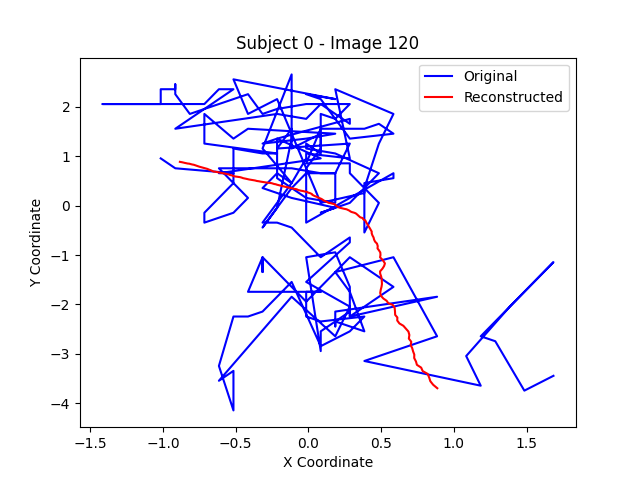 Subject 0 - Image 120
Original
Reconstructed
Y Coordinate
2
1
0
−1
−2
−3
−4
−1.5
−1.0
−0.5
0.0
0.5
1.0
1.5
X Coordinate